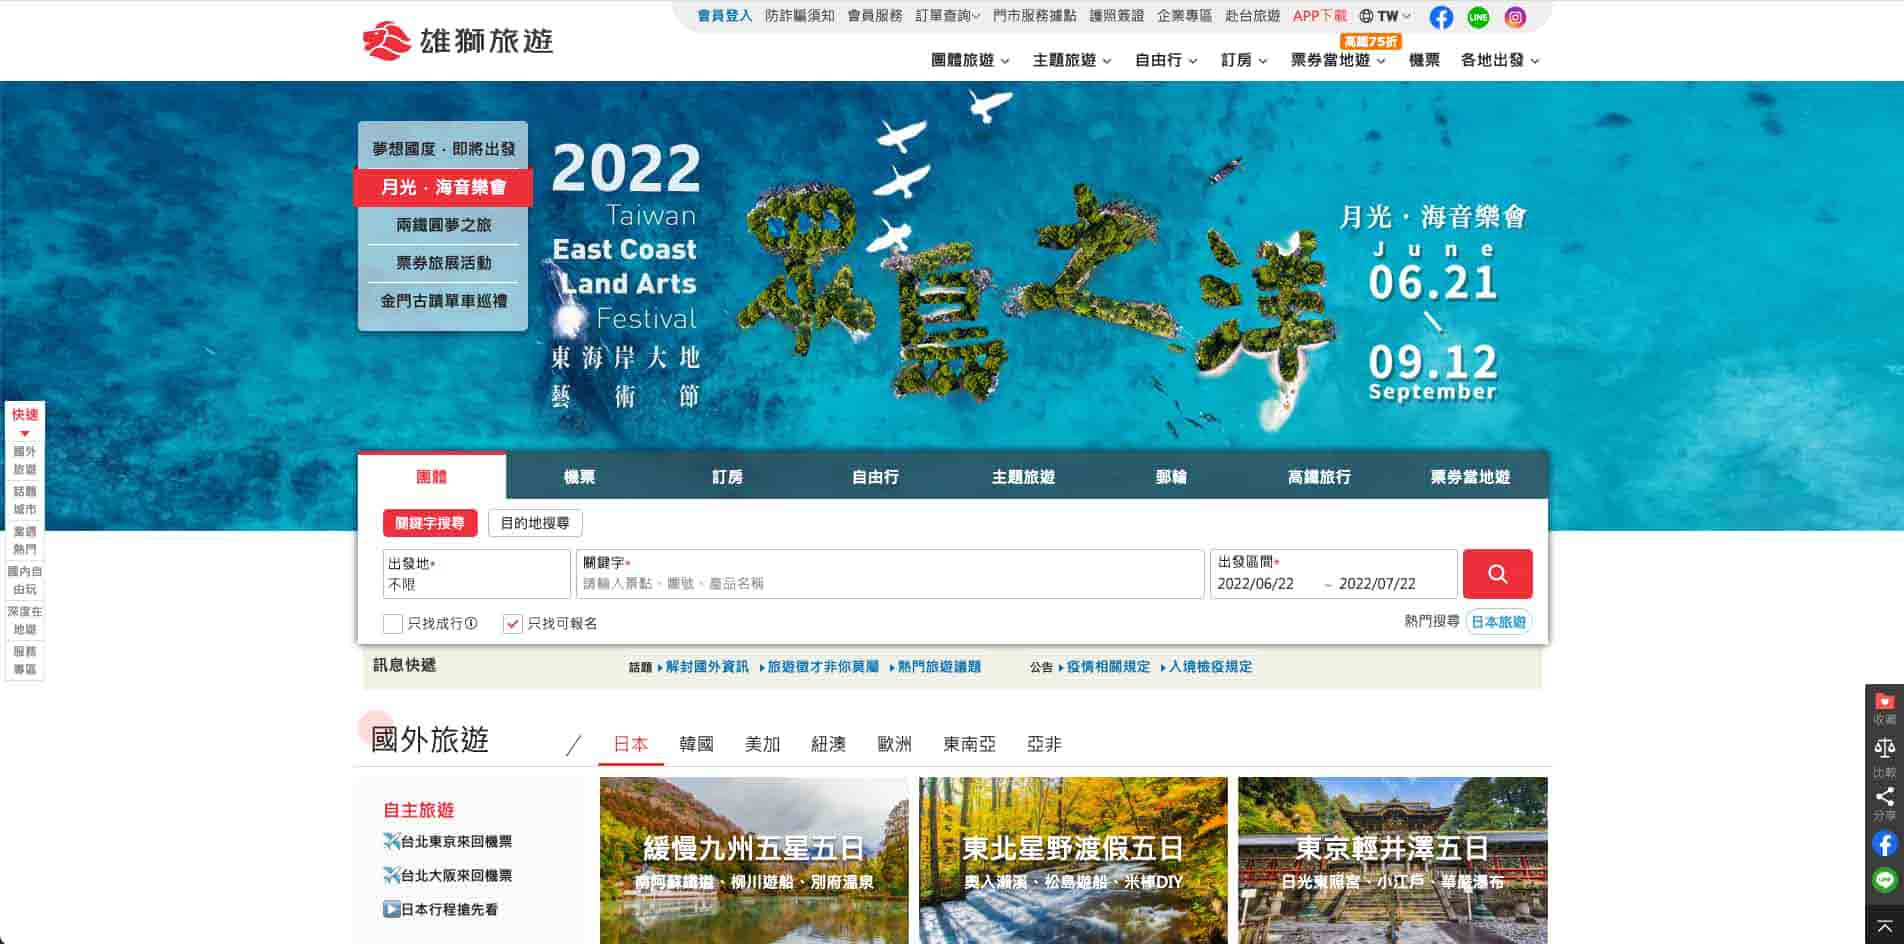 會員登入 防詐騙須知 會員服務 訂單查詢 門市服務據點 護照簽證 企業專區 赴台旅遊 APP下載 TW LINE
雄獅旅遊
高鐵75折
團體旅遊 主題旅遊 自由行 訂房 票券當地遊 機票 各地出發
夢想國度・即將出發
月光・海音樂會
兩鐵圓夢之旅
票券旅展活動
金門古蹟單車巡禮
2022
Taiwan
East Coast
Land Arts
Festival
東海岸大地
藝術節
眾島之洋
月光・海音樂會
June
06.21
09.12
September
快速
國外
旅遊
話題
城市
當週
熱門
國內自
由玩
深度在
地遊
服務
專區
團體 機票 訂房 自由行 主題旅遊 郵輪 高鐵旅行 票券當地遊
關鍵字搜尋 目的地搜尋
出發地*
不限
關鍵字*
請輸入景點、團號、產品名稱
出發區間*
2022/06/22 ~ 2022/07/22
只找成行 只找可報名
熱門搜尋 日本旅遊
訊息快遞 話題 解封國外資訊 旅遊徵才非你莫屬 熱門旅遊議題 公告 疫情相關規定 入境檢疫規定
國外旅遊 / 日本 韓國 美加 紐澳 歐洲 東南亞 亞非
自主旅遊
台北東京來回機票
台北大阪來回機票
日本行程搶先看
緩慢九州五星五日
南阿蘇鐵道、柳川遊船、別府溫泉
東北星野渡假五日
奧入瀨溪、松島遊船、米棒DIY
東京輕井澤五日
日光東照宮、小江戶、華嚴瀑布
收藏
比較
分享